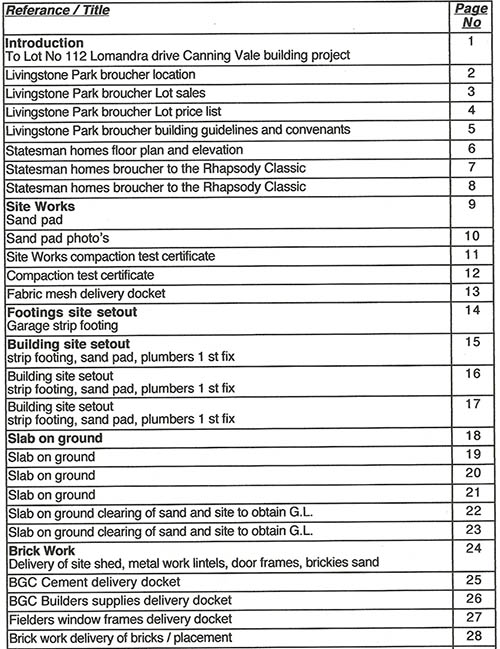 Referance / Title Page No
Introduction 1
To Lot No 112 Lomandra drive Canning Vale building project
Livingstone Park broucher location 2
Livingstone Park broucher Lot sales 3
Livingstone Park broucher Lot price list 4
Livingstone Park broucher building guidelines and convenants 5
Statesman homes floor plan and elevation 6
Statesman homes broucher to the Rhapsody Classic 7
Statesman homes broucher to the Rhapsody Classic 8
Site Works 9
Sand pad
Sand pad photo's 10
Site Works compaction test certificate 11
Compaction test certificate 12
Fabric mesh delivery docket 13
Footings site setout 14
Garage strip footing
Building site setout 15
strip footing, sand pad, plumbers 1 st fix
Building site setout 16
strip footing, sand pad, plumbers 1 st fix
Building site setout 17
strip footing, sand pad, plumbers 1 st fix
Slab on ground 18
Slab on ground 19
Slab on ground 20
Slab on ground 21
Slab on ground clearing of sand and site to obtain G.L. 22
Slab on ground clearing of sand and site to obtain G.L. 23
Brick Work 24
Delivery of site shed, metal work lintels, door frames, brickies sand
BGC Cement delivery docket 25
BGC Builders supplies delivery docket 26
Fielders window frames delivery docket 27
Brick work delivery of bricks / placement 28